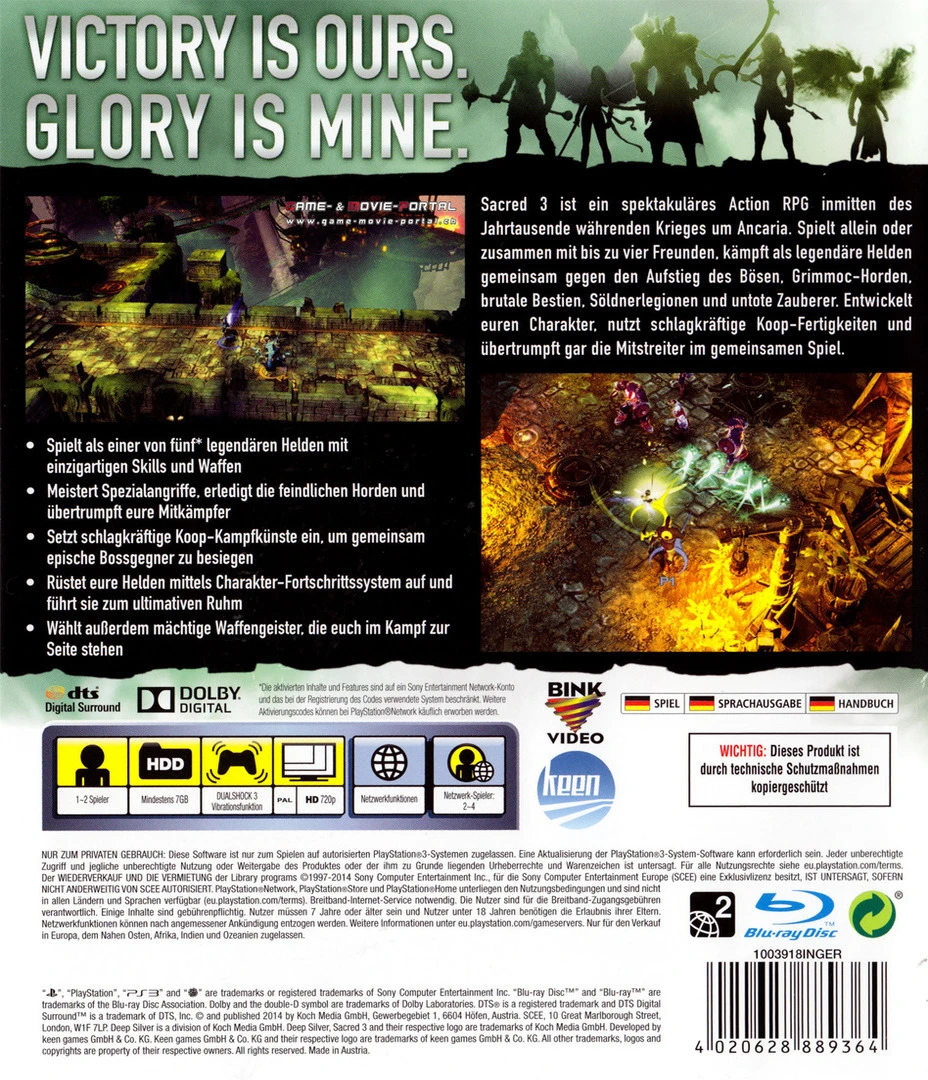 VICTORY IS OURS.
GLORY IS MINE.
GAME- & MOVIE-PORTAL
www.game-movie-portal.de
Sacred 3 ist ein spektakuläres Action RPG inmitten des
Jahrtausende währenden Krieges um Ancaria. Spielt allein oder
zusammen mit bis zu vier Freunden, kämpft als legendäre Helden
gemeinsam gegen den Aufstieg des Bösen, Grimmoc-Horden,
brutale Bestien, Söldnerlegionen und untote Zauberer. Entwickelt
euren Charakter, nutzt schlagkräftige Koop-Fertigkeiten und
übertrumpft gar die Mitstreiter im gemeinsamen Spiel.
• Spielt als einer von fünf* legendären Helden mit
einzigartigen Skills und Waffen
• Meistert Spezialangriffe, erledigt die feindlichen Horden und
übertrumpft eure Mitkämpfer
• Setzt schlagkräftige Koop-Kampfkünste ein, um gemeinsam
epische Bossgegner zu besiegen
• Rüstet eure Helden mittels Charakter-Fortschrittssystem auf und
führt sie zum ultimativen Ruhm
• Wählt außerdem mächtige Waffengeister, die euch im Kampf zur
Seite stehen
P1
dts
Digital Surround
DOLBY
DIGITAL
*Die aktivierten Inhalte und Features sind auf ein Sony Entertainment Network-Konto
und das bei der Registrierung des Codes verwendete System beschränkt. Weitere
Aktivierungscodes können bei PlayStation®Network käuflich erworben werden.
BINK
VIDEO
SPIEL
SPRACHAUSGABE
HANDBUCH
HDD
1–2 Spieler
Mindestens 7GB
DUALSHOCK 3
Vibrationsfunktion
PAL
HD 720p
Netzwerkfunktionen
Netzwerk-Spieler:
2–4
keen
WICHTIG: Dieses Produkt ist
durch technische Schutzmaßnahmen
kopiergeschützt
NUR ZUM PRIVATEN GEBRAUCH: Diese Software ist nur zum Spielen auf autorisierten PlayStation®3-Systemen zugelassen. Eine Aktualisierung der PlayStation®3-System-Software kann erforderlich sein. Jeder unberechtigte
Zugriff und jegliche unberechtigte Nutzung oder Weitergabe des Produktes oder der ihm zu Grunde liegenden Urheberrechte und Warenzeichen ist untersagt. Für alle Nutzungsrechte siehe eu.playstation.com/terms.
Der WIEDERVERKAUF UND DIE VERMIETUNG der Library programs ©1997-2014 Sony Computer Entertainment Inc., für die Sony Computer Entertainment Europe (SCEE) eine Exklusivlizenz besitzt, IST UNTERSAGT, SOFERN
NICHT ANDERWEITIG VON SCEE AUTORISIERT. PlayStation®Network, PlayStation®Store und PlayStation®Home unterliegen den Nutzungsbedingungen und sind nicht
in allen Ländern und Sprachen verfügbar (eu.playstation.com/terms). Breitband-Internet-Service notwendig. Die Nutzer sind für die Breitband-Zugangsgebühren
verantwortlich. Einige Inhalte sind gebührenpflichtig. Nutzer müssen 7 Jahre oder älter sein und Nutzer unter 18 Jahren benötigen die Erlaubnis ihrer Eltern.
Netzwerkfunktionen können nach angemessener Ankündigung entzogen werden. Weitere Informationen unter eu.playstation.com/gameservers. Nur für den Verkauf
in Europa, dem Nahen Osten, Afrika, Indien und Ozeanien zugelassen.
2
Blu-ray Disc™
®
1003918INGER
" ", "PlayStation", "PS3" and " " are trademarks or registered trademarks of Sony Computer Entertainment Inc. "Blu-ray Disc™" and "Blu-ray™" are
trademarks of the Blu-ray Disc Association. Dolby and the double-D symbol are trademarks of Dolby Laboratories. DTS® is a registered trademark and DTS Digital
Surround™ is a trademark of DTS, Inc. © and published 2014 by Koch Media GmbH, Gewerbegebiet 1, 6604 Höfen, Austria. SCEE, 10 Great Marlborough Street,
London, W1F 7LP. Deep Silver is a division of Koch Media GmbH. Deep Silver, Sacred 3 and their respective logo are trademarks of Koch Media GmbH. Developed by
keen games GmbH & Co. KG. Keen Games GmbH & Co. KG and their respective logo are trademarks of keen games GmbH & Co. KG. All other trademarks, logos and
copyrights are property of their respective owners. All rights reserved. Made in Austria.
4 020628 889364